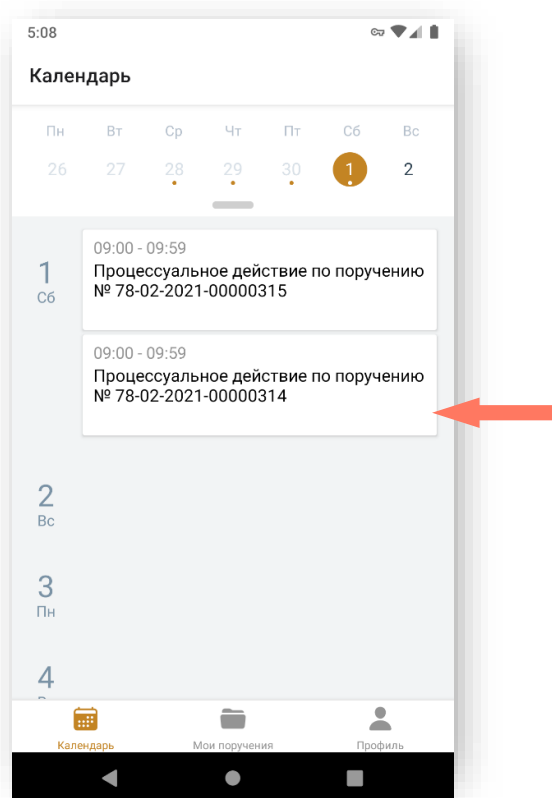 5:08
Календарь
Пн Вт Ср Чт Пт Сб Вс
26 27 28 29 30 1 2
09:00 - 09:59
1 Процессуальное действие по поручению
Сб № 78-02-2021-00000315
09:00 - 09:59
Процессуальное действие по поручению
№ 78-02-2021-00000314
2
Вс
3
Пн
4
Календарь Мои поручения Профиль